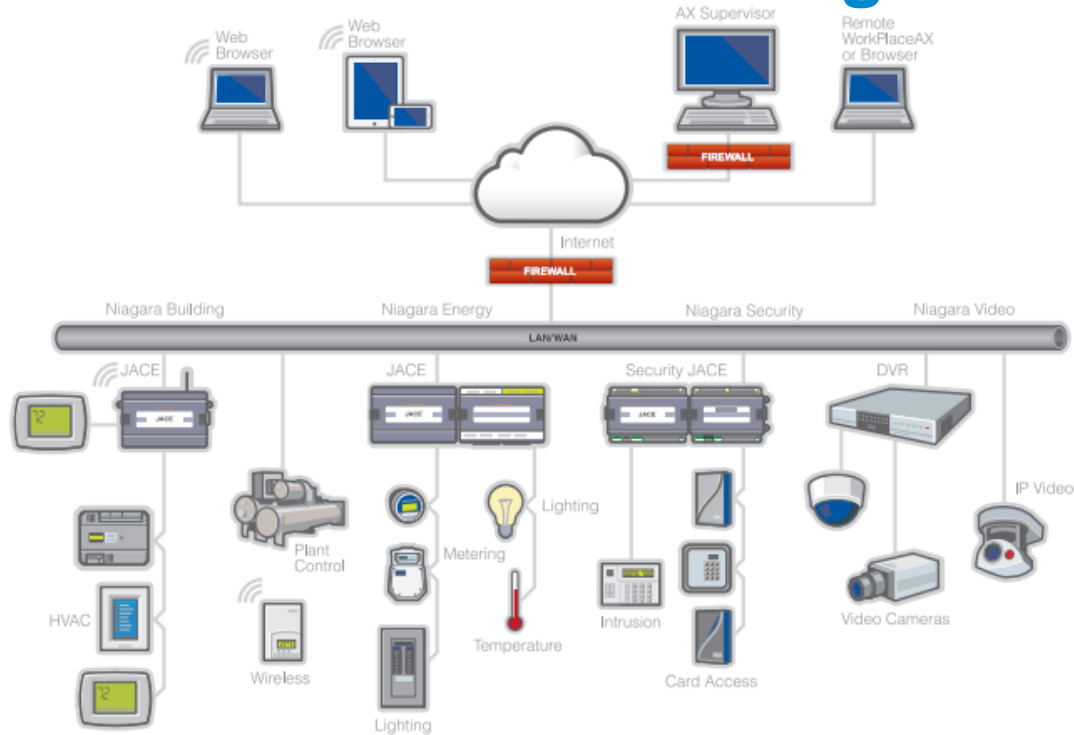 AX Supervisor
Remote
WorkPlaceAX
or Browser
Web
Browser
Web
Browser
FIREWALL
Internet
FIREWALL
Niagara Building
Niagara Energy
Niagara Security
Niagara Video
LAN/WAN
JACE
JACE
Security JACE
DVR
72
JACE
JACE
JACE
IP Video
Lighting
Plant
Control
Metering
HVAC
Intrusion
Video Cameras
Temperature
Wireless
Card Access
72
Lighting